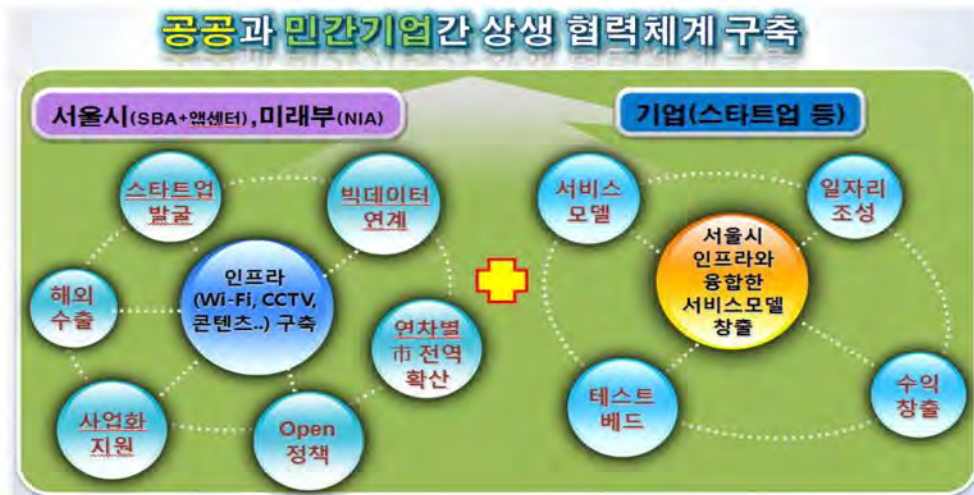 공공과 민간기업간 상생 협력체계 구축
서울시(SBA+앱센터),미래부(NIA)
기업(스타트업 등)
스타트업
발굴
빅데이터
연계
해외
수출
인프라
(Wi-Fi, CCTV,
콘텐츠..) 구축
연차별
市 전역
확산
사업화
지원
Open
정책
서비스
모델
일자리
조성
서울시
인프라와
융합한
서비스모델
창출
테스트
베드
수익
창출